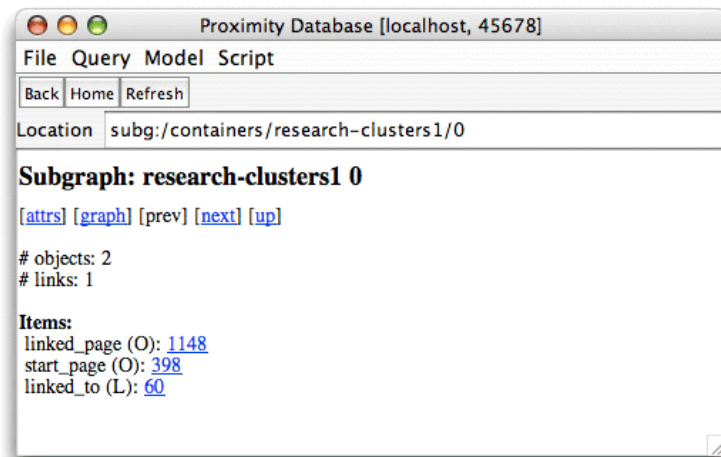 Proximity Database [localhost, 45678]
File Query Model Script
Back Home Refresh
Location subg:/containers/research-clusters1/0
Subgraph: research-clusters1 0
[attrs] [graph] [prev] [next] [up]
# objects: 2
# links: 1
Items:
linked_page (O): 1148
start_page (O): 398
linked_to (L): 60